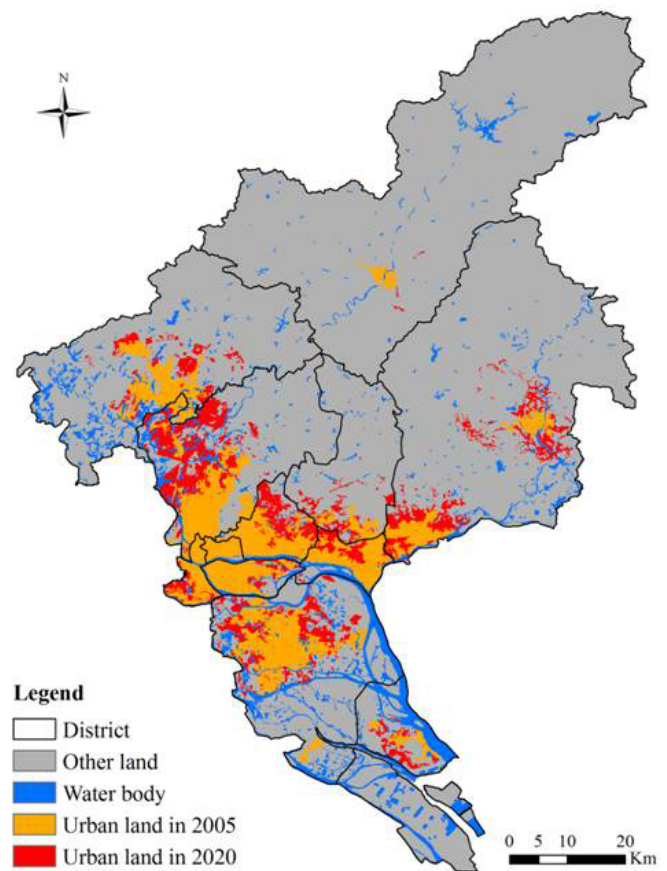 N
Legend
District
Other land
Water body
Urban land in 2005
Urban land in 2020
0 5 10 20
Km